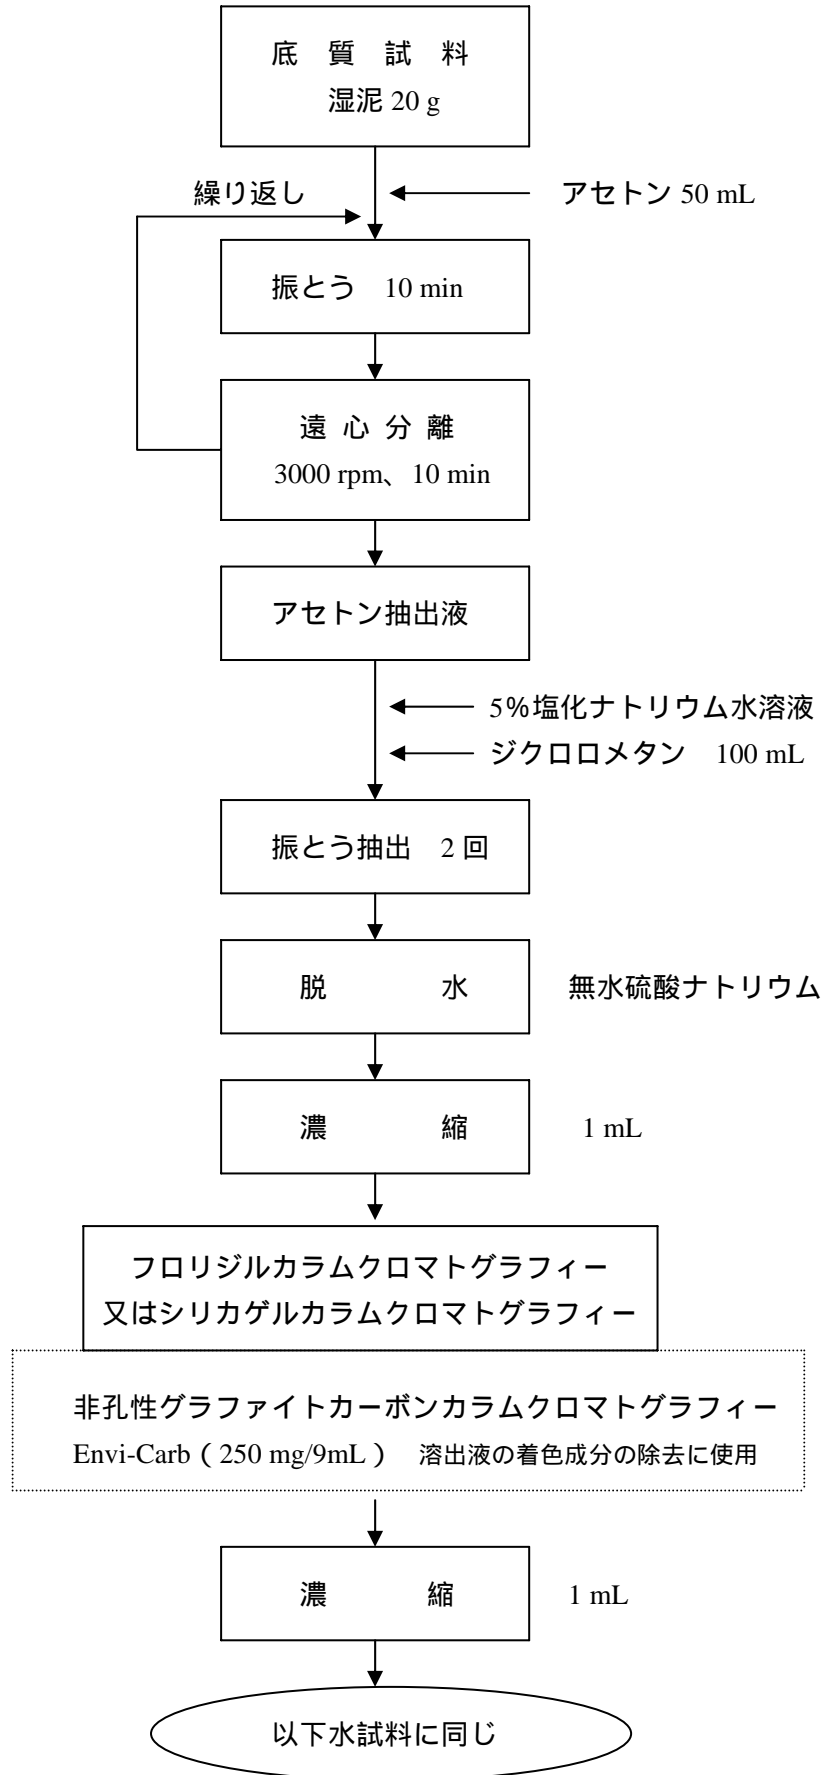 底 質 試 料
湿泥 20 g
繰り返し
アセトン 50 mL
振とう 10 min
遠 心 分 離
3000 rpm、10 min
アセトン抽出液
5%塩化ナトリウム水溶液
ジクロロメタン 100 mL
振とう抽出 2 回
脱 水
無水硫酸ナトリウム
濃 縮
1 mL
フロリジルカラムクロマトグラフィー
又はシリカゲルカラムクロマトグラフィー
非孔性グラファイトカーボンカラムクロマトグラフィー
Envi-Carb(250 mg/9mL) 溶出液の着色成分の除去に使用
濃 縮
1 mL
以下水試料に同じ